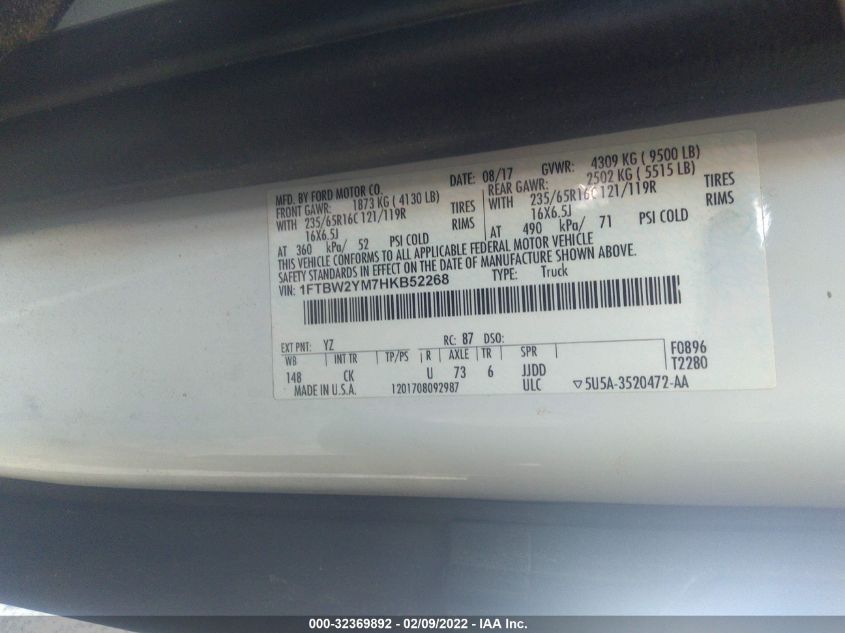 MFD. BY FORD MOTOR CO. DATE: 08/17 GVWR: 4309 KG ( 9500 LB)
FRONT GAWR: 1873 KG ( 4130 LB) REAR GAWR: 2502 KG ( 5515 LB)
WITH 235/65R16C 121/119R TIRES WITH 235/65R16C 121/119R TIRES
16X6.5J RIMS 16X6.5J RIMS
AT 360 kPa/ 52 PSI COLD AT 490 kPa/ 71 PSI COLD
THIS VEHICLE CONFORMS TO ALL APPLICABLE FEDERAL MOTOR VEHICLE
SAFETY STANDARDS IN EFFECT ON THE DATE OF MANUFACTURE SHOWN ABOVE.
VIN: 1FTBW2YM7HKB52268 TYPE: Truck
EXT PNT: YZ RC: 87 DSO:
WB INT TR TP/PS R AXLE TR SPR F0896
148 CK U 73 6 JJDD T2280
MADE IN U.S.A. 1201708092987 ULC ▽5U5A-3520472-AA
000-32369892 - 02/09/2022 - IAA Inc.